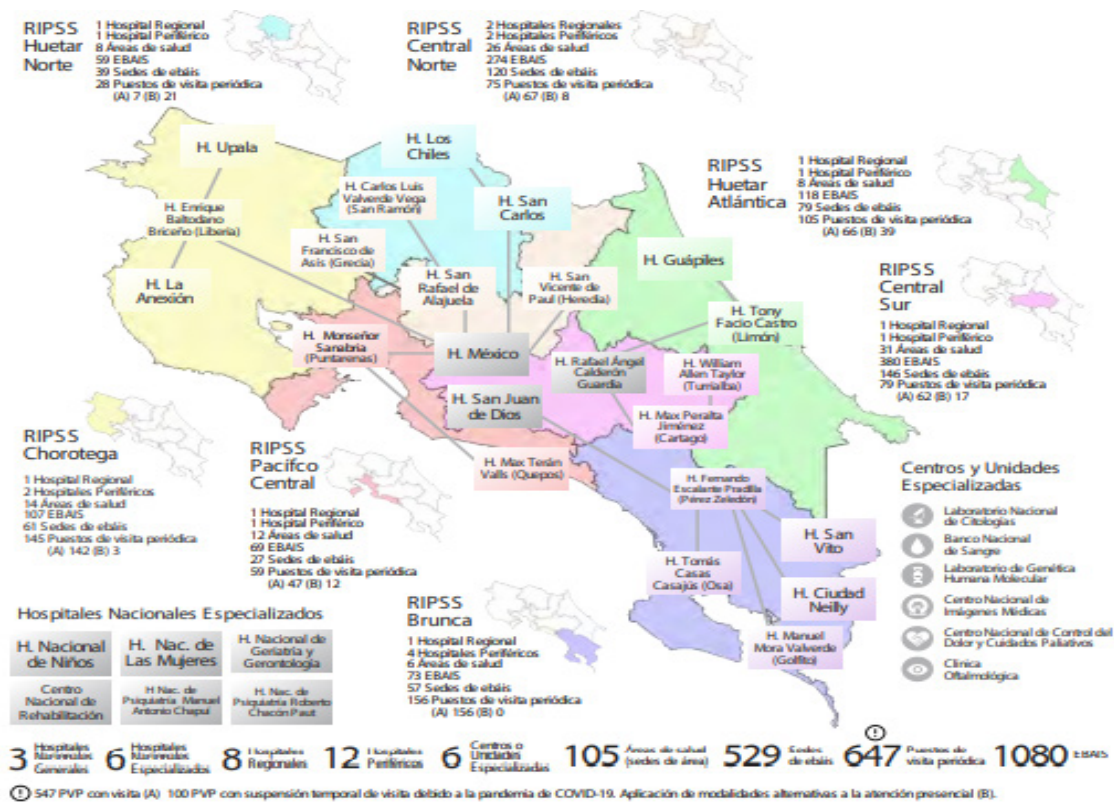 RIPSS
Huetar
Norte
1 Hospital Regional
1 Hospital Periférico
8 Áreas de salud
59 EBAIS
39 Sedes de ebáis
28 Puestos de visita periódica
(A) 7 (B) 21
RIPSS
Central
Norte
2 Hospitales Regionales
2 Hospitales Periféricos
26 Áreas de salud
274 EBAIS
120 Sedes de ebáis
75 Puestos de visita periódica
(A) 67 (B) 8
RIPSS
Huetar
Atlántica
1 Hospital Regional
1 Hospital Periférico
8 Áreas de salud
118 EBAIS
79 Sedes de ebáis
105 Puestos de visita periódica
(A) 66 (B) 39
RIPSS
Central
Sur
1 Hospital Regional
1 Hospital Periférico
31 Áreas de salud
380 EBAIS
146 Sedes de ebáis
79 Puestos de visita periódica
(A) 62 (B) 17
H. Upala
H. Los
Chiles
H. Carlos Luis
Valverde Vega
(San Ramón)
H. San
Carlos
H. Enrique
Baltodano
Briceño (Liberia)
H. San
Francisco de
Asís (Grecia)
H. Guápiles
H. La
Anexión
H. San
Rafael de
Alajuela
H. San
Vicente de
Paul (Heredia)
H. Tony
Facio Castro
(Limón)
H. Monseñor
Sanabria
(Puntarenas)
H. México
H. Rafael Ángel
Calderón
Guardia
H. William
Allen Taylor
(Turrialba)
H. San Juan
de Dios
H. Max Peralta
Jiménez
(Cartago)
H. Max Terán
Valls (Quepos)
H. Fernando
Escalante Pradilla
(Pérez Zeledón)
H. San
Vito
H. Tomás
Casas
Casajús (Osa)
H. Ciudad
Neilly
H. Manuel
Mora Valverde
(Golfito)
RIPSS
Chorotega
1 Hospital Regional
2 Hospitales Periféricos
14 Áreas de salud
107 EBAIS
61 Sedes de ebáis
145 Puestos de visita periódica
(A) 142 (B) 3
RIPSS
Pacífco
Central
1 Hospital Regional
1 Hospital Periférico
12 Áreas de salud
69 EBAIS
27 Sedes de ebáis
59 Puestos de visita periódica
(A) 47 (B) 12
RIPSS
Brunca
1 Hospital Regional
4 Hospitales Periféricos
6 Áreas de salud
73 EBAIS
57 Sedes de ebáis
156 Puestos de visita periódica
(A) 156 (B) 0
Centros y Unidades
Especializadas
Laboratorio Nacional
de Citologías
Banco Nacional
de Sangre
Laboratorio de Genética
Humana Molecular
Centro Nacional de
Imágenes Médicas
Centro Nacional de Control del
Dolor y Cuidados Paliativos
Clínica
Oftalmológica
Hospitales Nacionales Especializados
H. Nacional
de Niños
H. Nac. de
Las Mujeres
H. Nacional de
Geriatría y
Gerontología
Centro
Nacional de
Rehabilitación
H Nac. de
Psiquiatría Manuel
Antonio Chapuí
H. Nac. de
Psiquiatría Roberto
Chacón Paut
3 Hospitales Nacionales Generales
6 Hospitales Nacionales Especializados
8 Hospitales Regionales
12 Hospitales Periféricos
6 Centros o Unidades Especializadas
105 Áreas de salud (sedes de área)
529 Sedes de ebáis
647 Puestos de visita periódica
1080 EBAIS
547 PVP con visita (A) 100 PVP con suspensión temporal de visita debido a la pandemia de COVID-19. Aplicación de modalidades alternativas a la atención presencial (B).